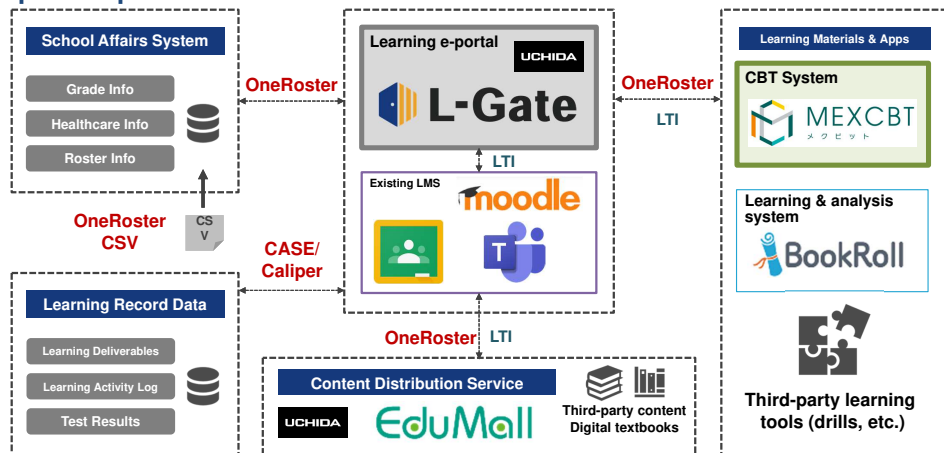 School Affairs System
Grade Info
Healthcare Info
Roster Info
OneRoster
CSV
CS
V
OneRoster
Learning e-portal
UCHIDA
L-Gate
LTI
Existing LMS
moodle
T
CASE/
Caliper
OneRoster
LTI
Learning Materials & Apps
CBT System
MEXCBT
メクビット
Learning & analysis
system
BookRoll
Third-party learning
tools (drills, etc.)
Learning Record Data
Learning Deliverables
Learning Activity Log
Test Results
OneRoster
LTI
Content Distribution Service
UCHIDA
EduMall
Third-party content
Digital textbooks